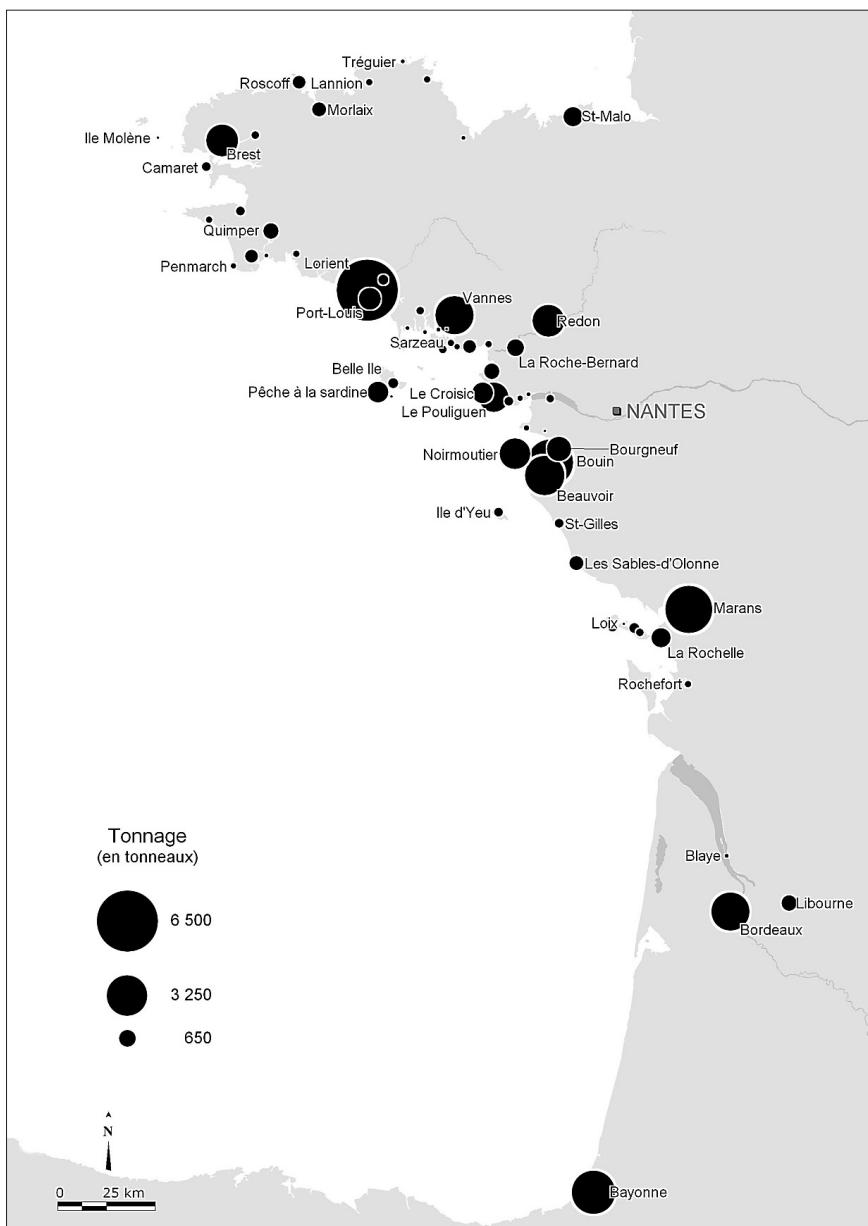 Tréguier
Roscoff
Lannion
Morlaix
St-Malo
Ile Molène
Brest
Camaret
Quimper
Penmarch
Lorient
Port-Louis
Vannes
Redon
Sarzeau
La Roche-Bernard
Belle Ile
Pêche à la sardine
Le Croisic
Le Pouliguen
NANTES
Noirmoutier
Bourgneuf
Bouin
Beauvoir
Ile d'Yeu
St-Gilles
Les Sables-d'Olonne
Marans
Loix
La Rochelle
Rochefort
Tonnage
(en tonneaux)
6 500
3 250
650
Blaye
Libourne
Bordeaux
N
0 25 km
Bayonne